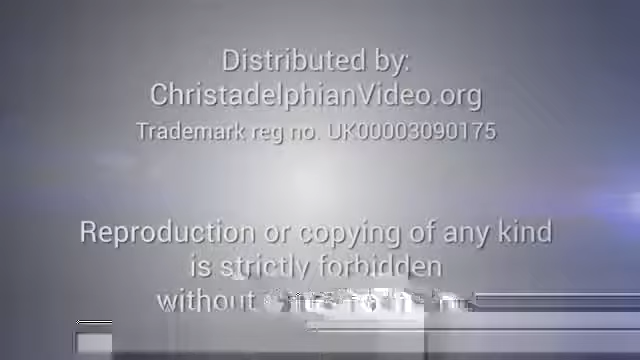 Distributed by:
ChristadelphianVideo.org
Trademark reg no. UK00003090175
Reproduction or copying of any kind
is strictly forbidden
without